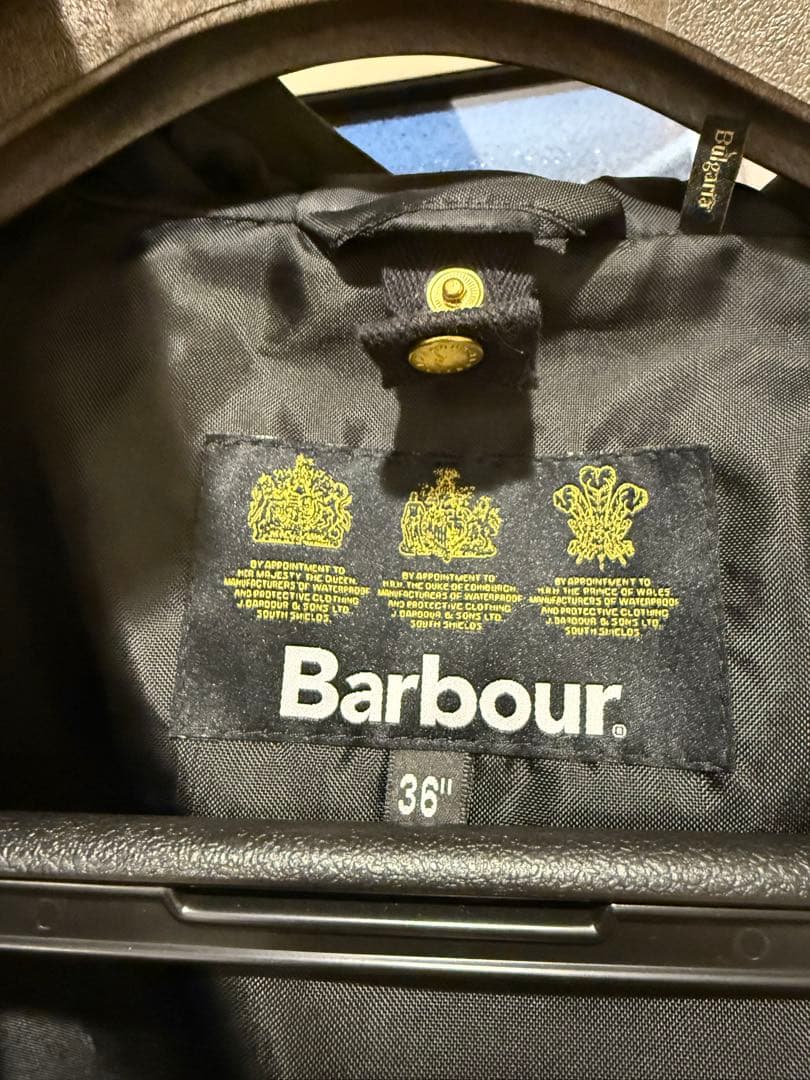 Bulgaria
BY APPOINTMENT TO
HER MAJESTY THE QUEEN
MANUFACTURERS OF WATERPROOF
AND PROTECTIVE CLOTHING
J.BARBOUR & SONS LTD.
SOUTH SHIELDS
BY APPOINTMENT TO
H.R.H. THE DUKE OF EDINBURGH
MANUFACTURERS OF WATERPROOF
AND PROTECTIVE CLOTHING
J.BARBOUR & SONS LTD.
SOUTH SHIELDS
BY APPOINTMENT TO
H.R.H THE PRINCE OF WALES
MANUFACTURERS OF WATERPROOF
AND PROTECTIVE CLOTHING
J.BARBOUR & SONS LTD.
SOUTH SHIELDS
Barbour®
36"